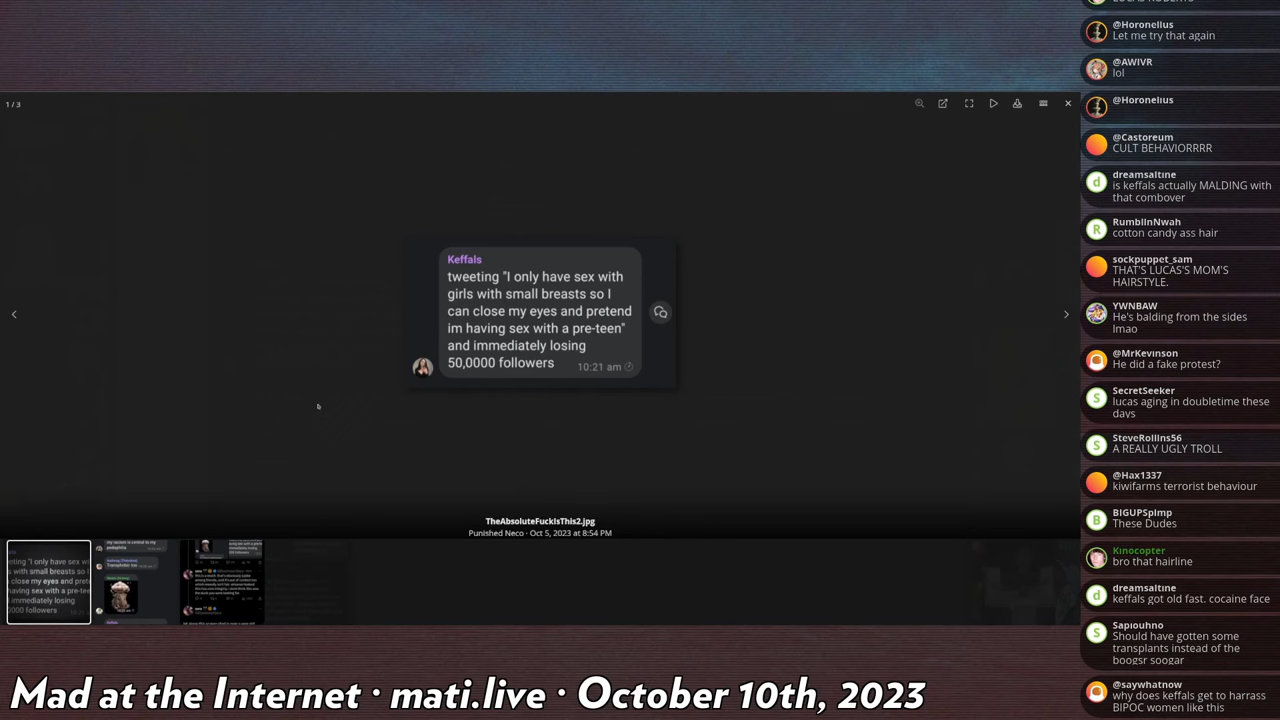 LUCAS ROBERTS
@Horonelius
Let me try that again
@AWIVR
lol
@Horonelius
@Castoreum
CULT BEHAVIORRRR
dreamsaltine
is keffals actually MALDING with
that combover
RumblinNwah
cotton candy ass hair
sockpuppet_sam
THAT'S LUCAS'S MOM'S
HAIRSTYLE.
YWNBAW
He's balding from the sides
lmao
@MrKevinson
He did a fake protest?
SecretSeeker
lucas aging in doubletime these
days
SteveRollins56
A REALLY UGLY TROLL
@Hax1337
kiwifarms terrorist behaviour
BIGUPSpimp
These Dudes
Kinocopter
bro that hairline
dreamsaltine
keffals got old fast. cocaine face
Sapiouhno
Should have gotten some
transplants instead of the
boogsr soogar
@saywhatnow
why does keffals get to harrass
BIPOC women like this
1 / 3
Keffals
tweeting "I only have sex with
girls with small breasts so I
can close my eyes and pretend
im having sex with a pre-teen"
and immediately losing
50,0000 followers
10:21 am
TheAbsoluteFuckIsThis2.jpg
Punished Neco · Oct 5, 2023 at 8:54 PM
Mad at the Internet · mati.live · October 10th, 2023